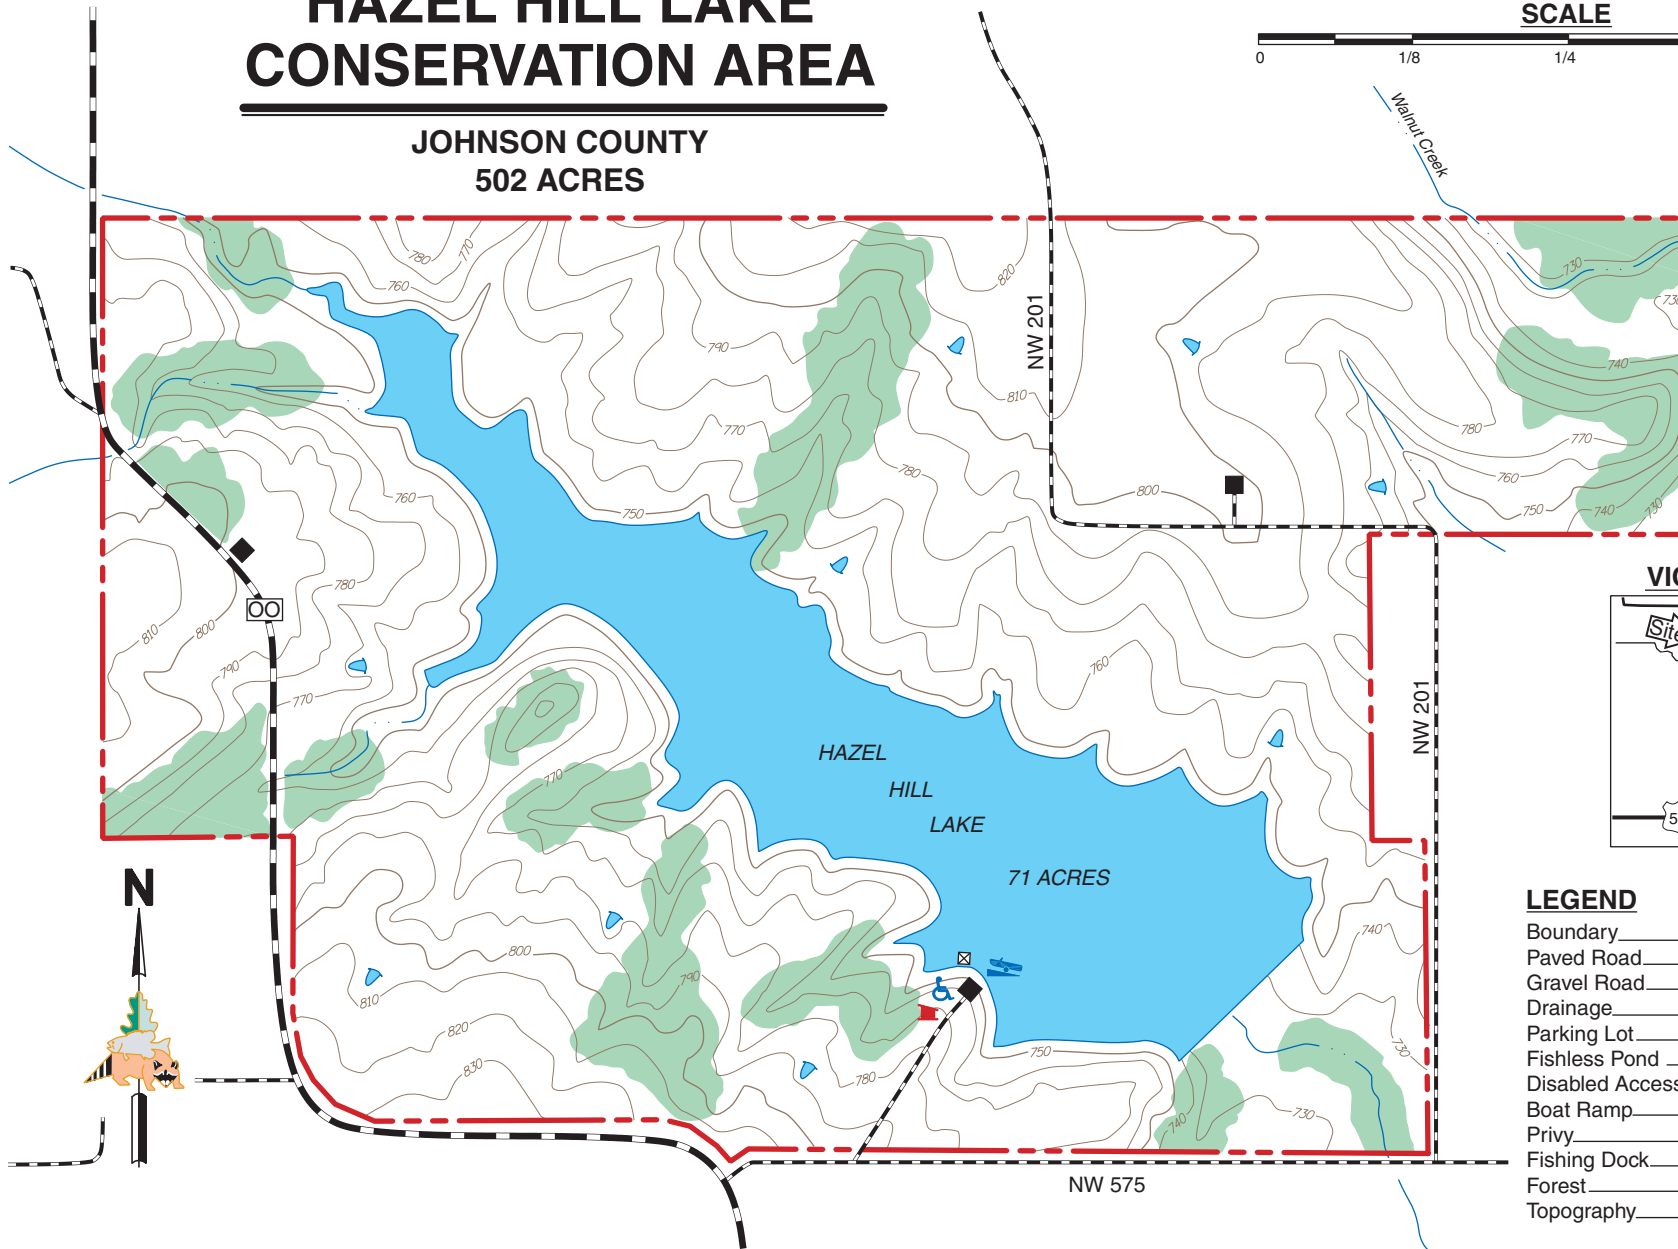 HAZEL HILL LAKE
CONSERVATION AREA
JOHNSON COUNTY
502 ACRES
SCALE
0 1/8 1/4
Walnut Creek
780
770
760
820
730
790
NW 201
810
740
770
780
770
780
760
760
800
750
740
730
750
780
OO
810
800
790
770
760
NW 201
HAZEL
HILL
LAKE
71 ACRES
770
740
800
790
810
820
830
750
780
730
740
730
NW 575
N
Site
5
LEGEND
Boundary
Paved Road
Gravel Road
Drainage
Parking Lot
Fishless Pond
Disabled Access
Boat Ramp
Privy
Fishing Dock
Forest
Topography